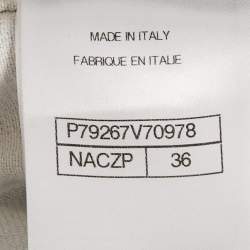 MADE IN ITALY
FABRIQUE EN ITALIE
P79267V70978
NACZP 36